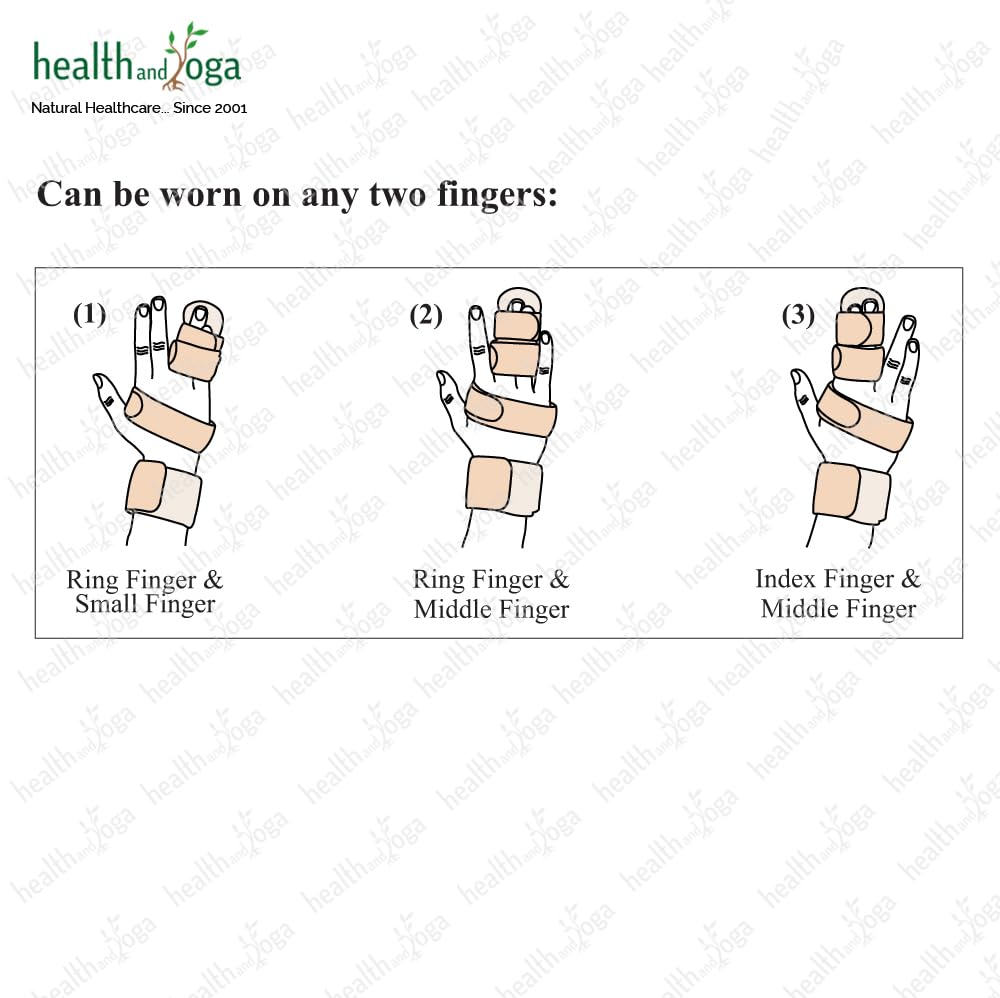 health and yoga
Natural Healthcare... Since 2001
Can be worn on any two fingers:
(1) (2) (3)
Ring Finger &
Small Finger
Ring Finger &
Middle Finger
Index Finger &
Middle Finger